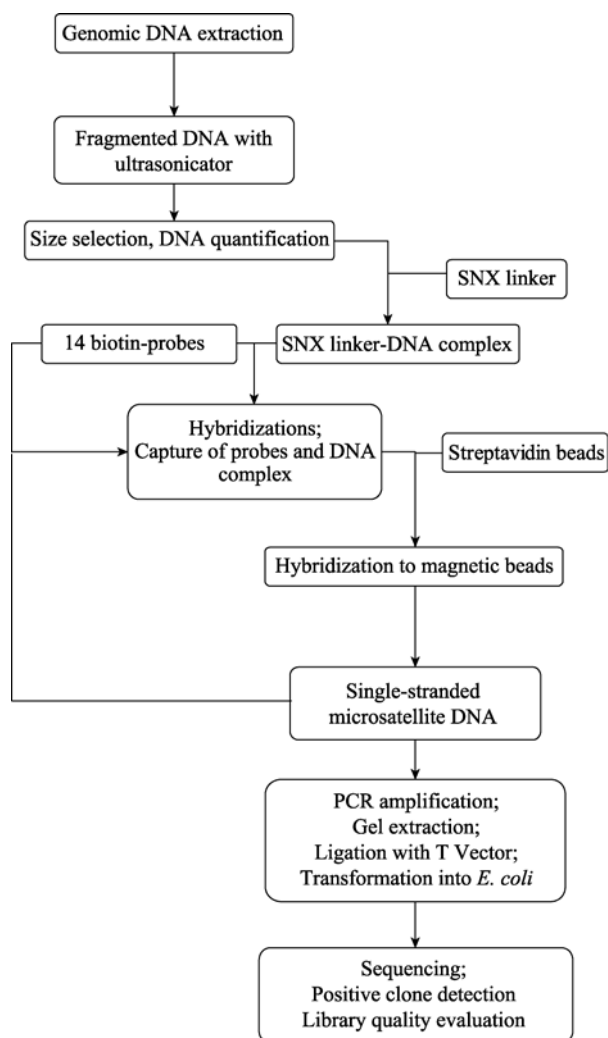 Genomic DNA extraction
Fragmented DNA with
ultrasonicator
Size selection, DNA quantification
SNX linker
14 biotin-probes
SNX linker-DNA complex
Hybridizations;
Capture of probes and DNA
complex
Streptavidin beads
Hybridization to magnetic beads
Single-stranded
microsatellite DNA
PCR amplification;
Gel extraction;
Ligation with T Vector;
Transformation into E. coli
Sequencing;
Positive clone detection
Library quality evaluation